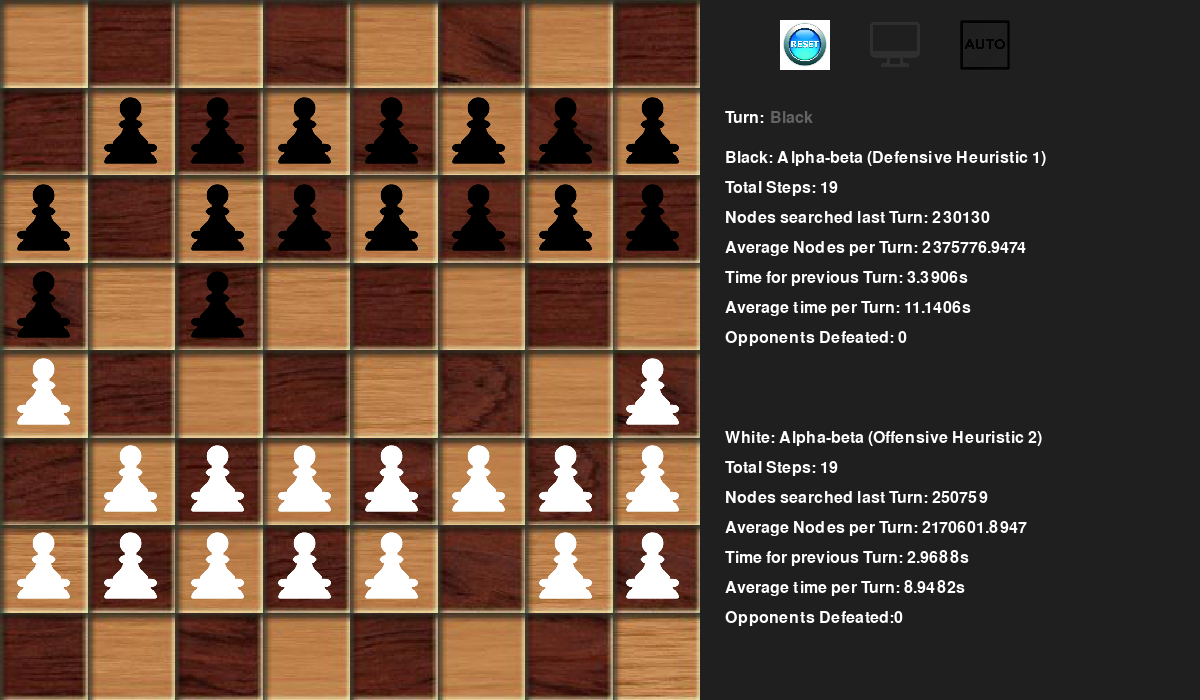 RESET
AUTO
Turn: Black
Black: Alpha-beta (Defensive Heuristic 1)
Total Steps: 19
Nodes searched last Turn: 230130
Average Nodes per Turn: 2375776.9474
Time for previous Turn: 3.3906s
Average time per Turn: 11.1406s
Opponents Defeated: 0
White: Alpha-beta (Offensive Heuristic 2)
Total Steps: 19
Nodes searched last Turn: 250759
Average Nodes per Turn: 2170601.8947
Time for previous Turn: 2.9688s
Average time per Turn: 8.9482s
Opponents Defeated:0